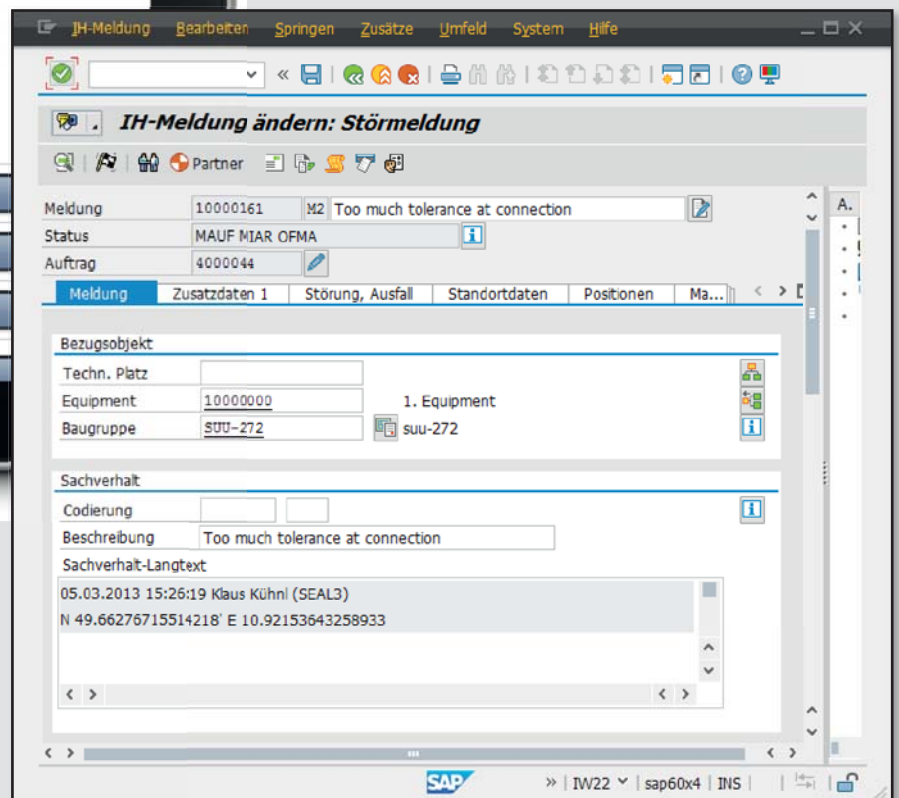 IH-Meldung Bearbeiten Springen Zusätze Umfeld System Hilfe
IH-Meldung ändern: Störmeldung
Partner
Meldung 10000161 M2 Too much tolerance at connection
Status MAUF MIAR OFMA
Auftrag 4000044
Meldung Zusatzdaten 1 Störung, Ausfall Standortdaten Positionen Ma...
A.
Bezugsobjekt
Techn. Platz
Equipment 10000000 1. Equipment
Baugruppe SUU-272 suu-272
Sachverhalt
Codierung
Beschreibung Too much tolerance at connection
Sachverhalt-Langtext
05.03.2013 15:26:19 Klaus Kühnl (SEAL3)
N 49.66276715514218' E 10.92153643258933
SAP » | IW22 | sap60x4 | INS